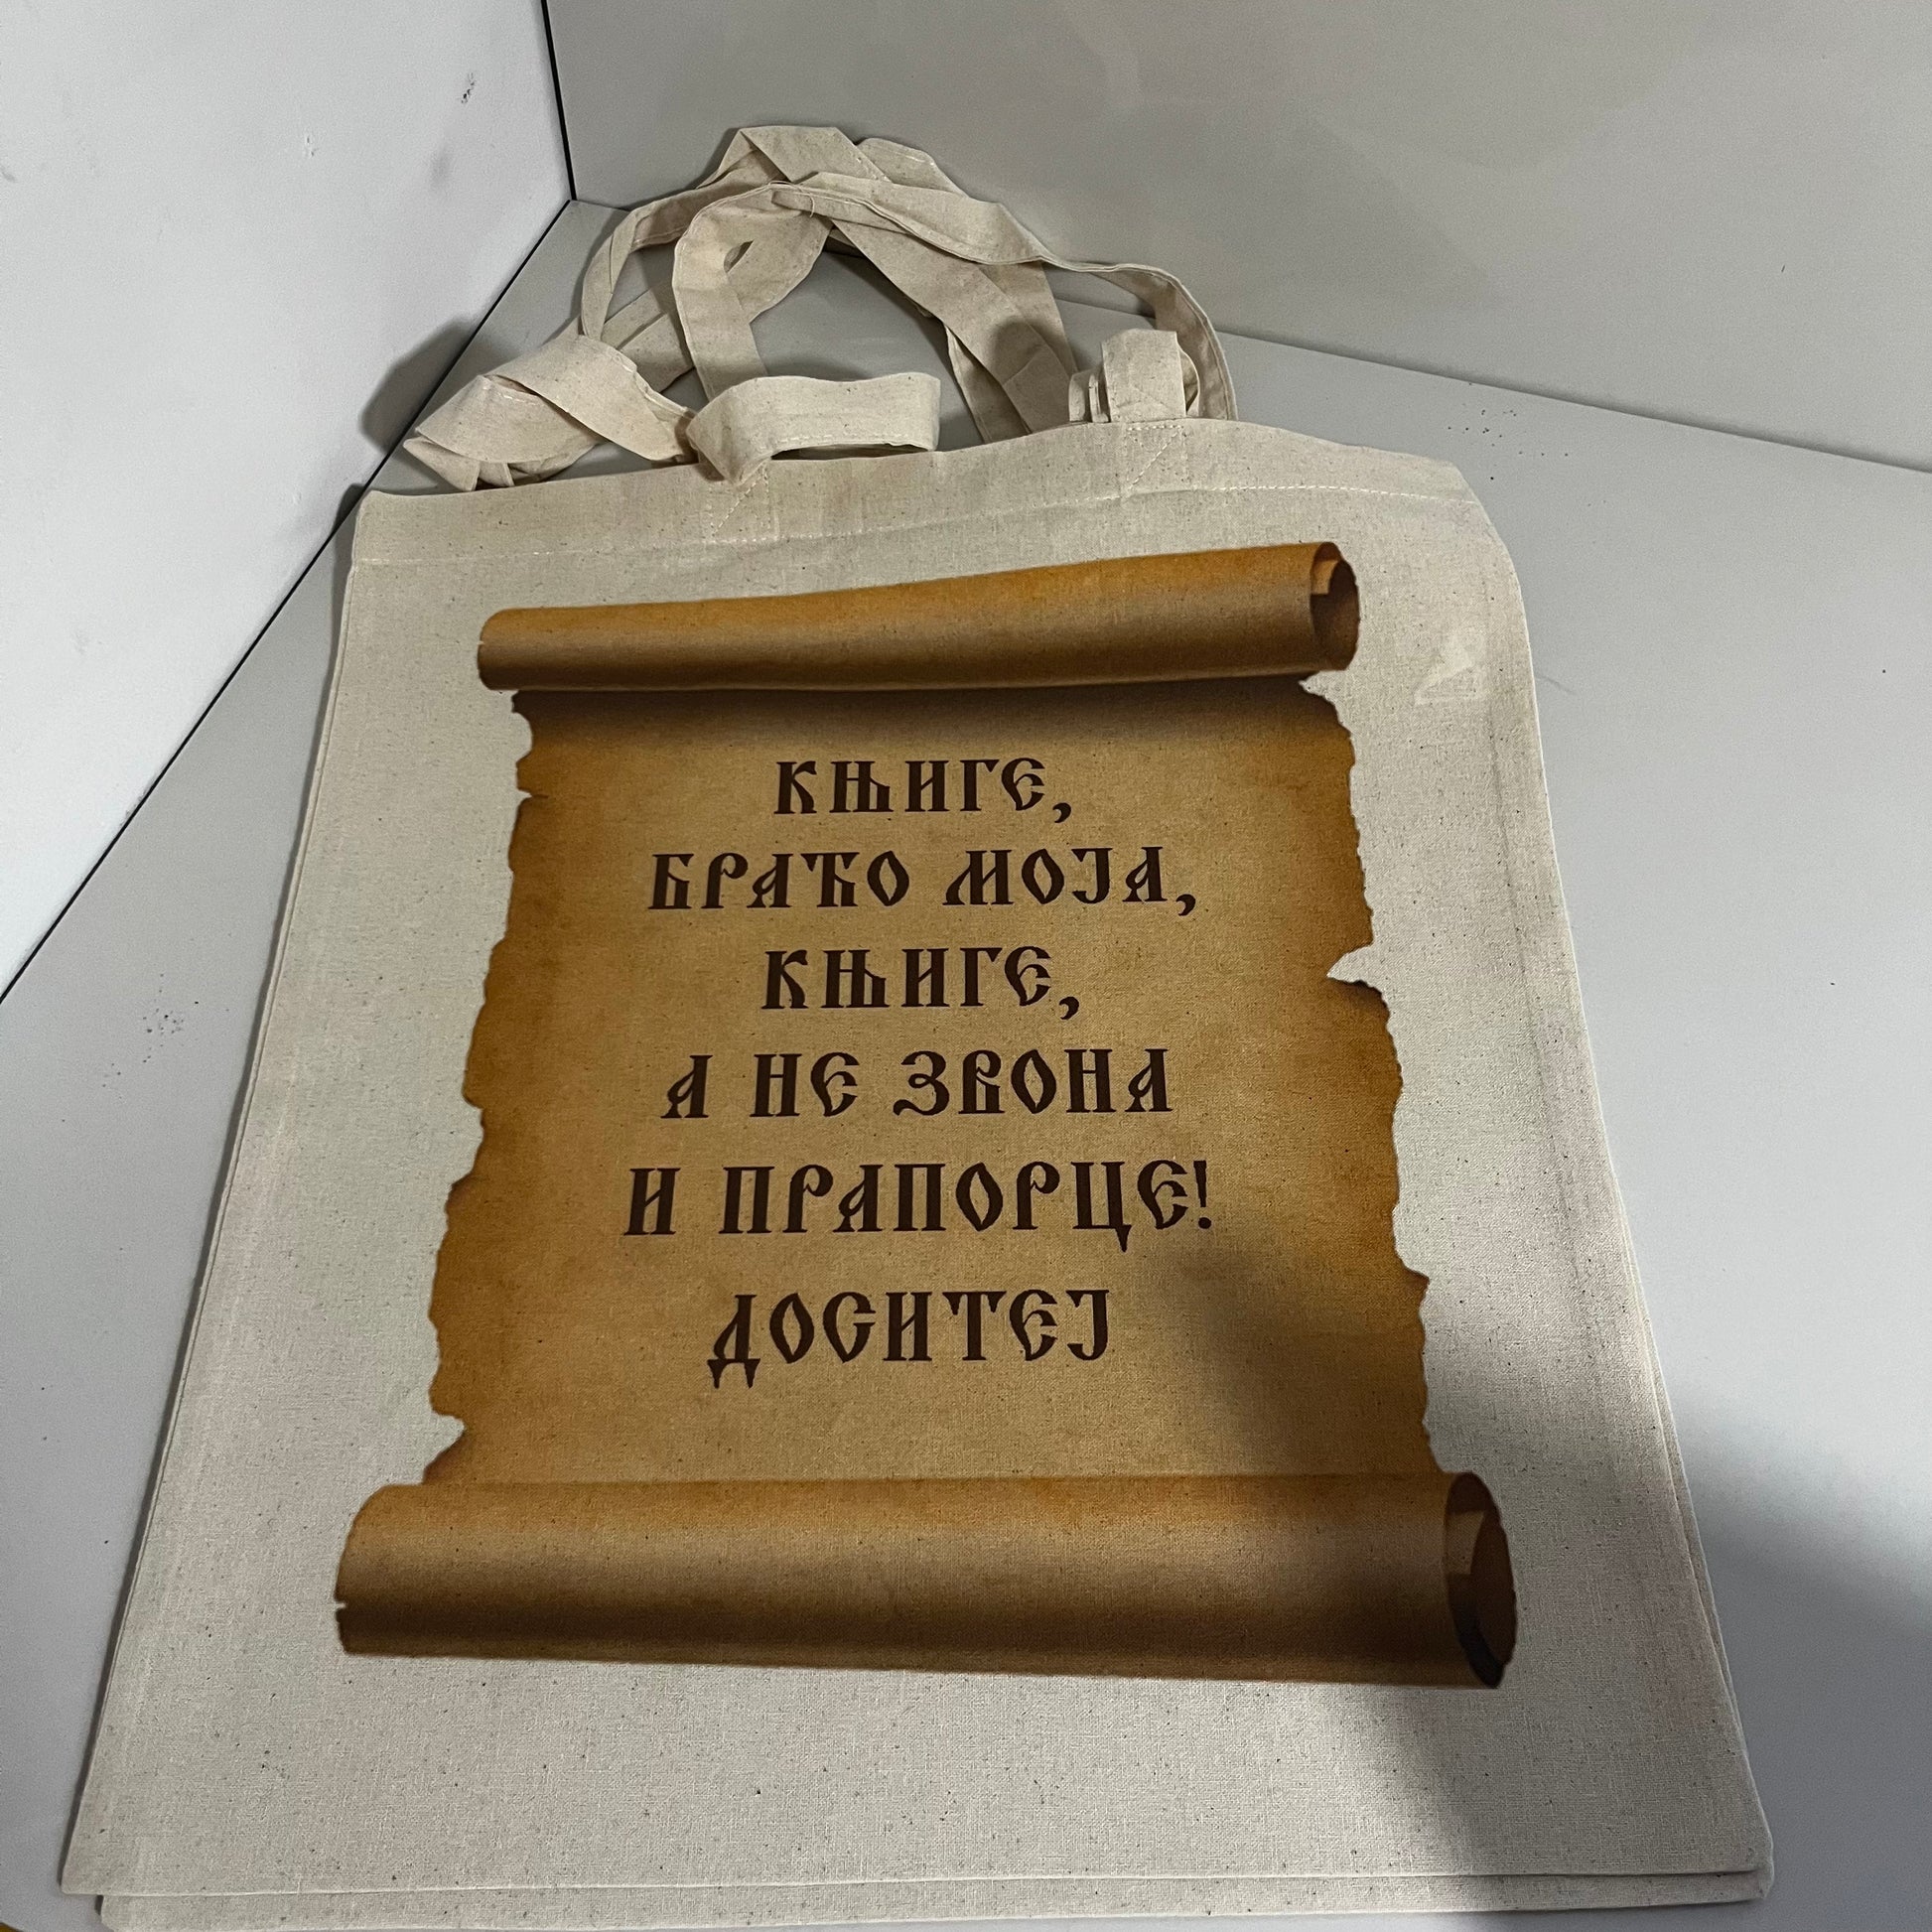 КЊИГЕ,
БРАЋО МОЈА,
КЊИГЕ,
А НЕ ЗВОНА
И ПРАПОРЦЕ!
ДОСИТЕЈ